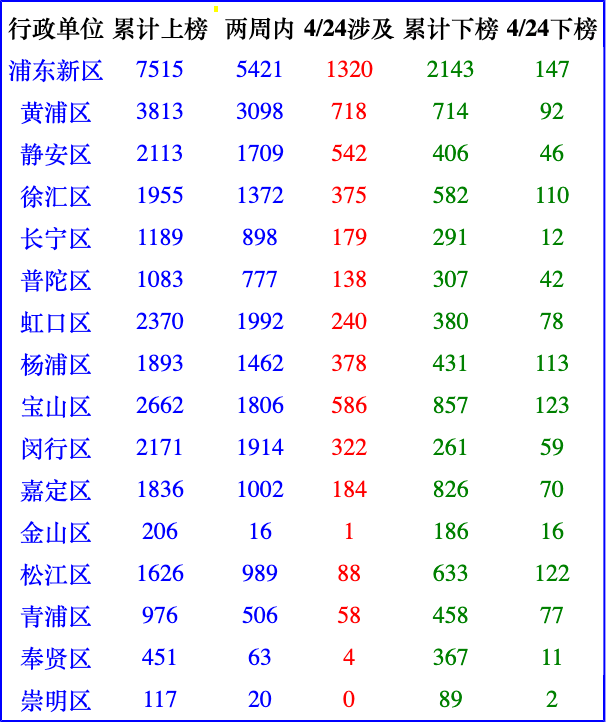 行政单位 累计上榜 两周内 4/24涉及 累计下榜 4/24下榜
浦东新区 7515 5421 1320 2143 147
黄浦区 3813 3098 718 714 92
静安区 2113 1709 542 406 46
徐汇区 1955 1372 375 582 110
长宁区 1189 898 179 291 12
普陀区 1083 777 138 307 42
虹口区 2370 1992 240 380 78
杨浦区 1893 1462 378 431 113
宝山区 2662 1806 586 857 123
闵行区 2171 1914 322 261 59
嘉定区 1836 1002 184 826 70
金山区 206 16 1 186 16
松江区 1626 989 88 633 122
青浦区 976 506 58 458 77
奉贤区 451 63 4 367 11
崇明区 117 20 0 89 2